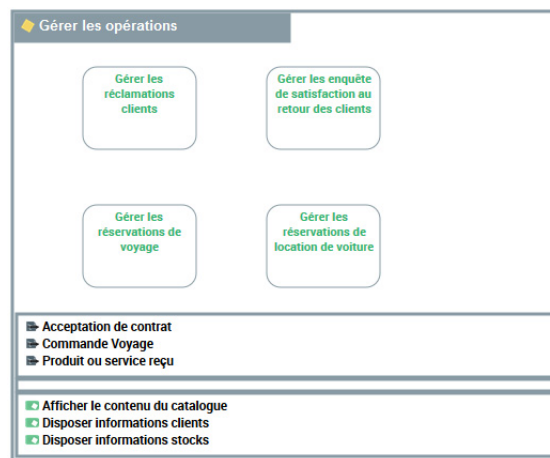 Gérer les opérations
Gérer les
réclamations
clients
Gérer les enquête
de satisfaction au
retour des clients
Gérer les
réservations de
voyage
Gérer les
réservations de
location de voiture
Acceptation de contrat
Commande Voyage
Produit ou service reçu
Afficher le contenu du catalogue
Disposer informations clients
Disposer informations stocks